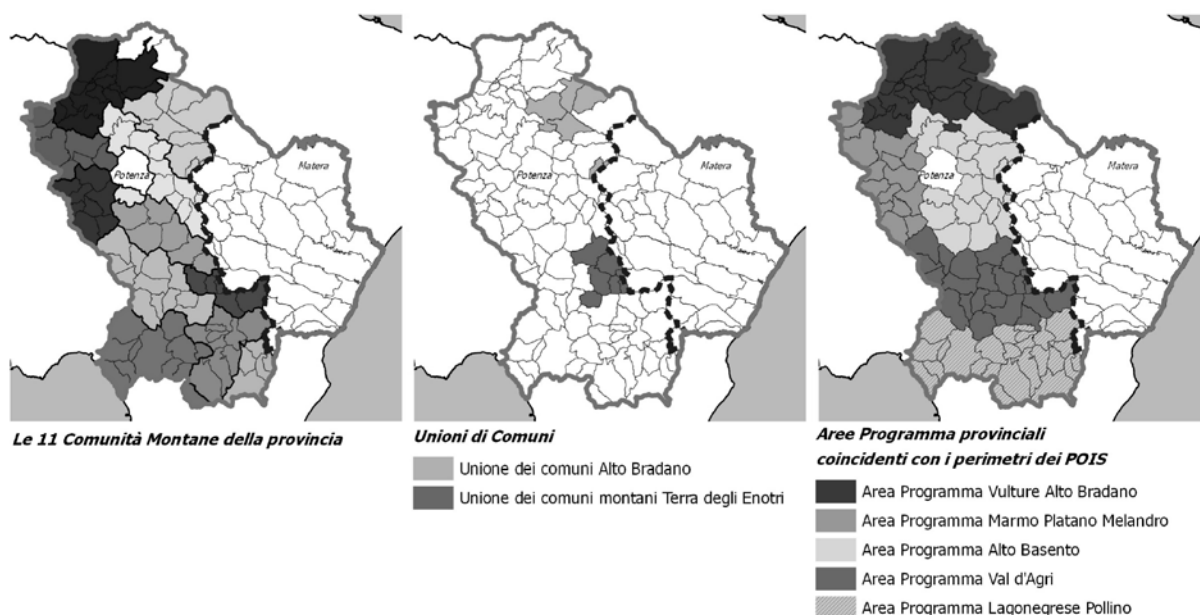 Potenza
Matera
Le 11 Comunità Montane della provincia
Potenza
Matera
Unioni di Comuni
Unione dei comuni Alto Bradano
Unione dei comuni montani Terra degli Enotri
Potenza
Matera
Aree Programma provinciali
coincidenti con i perimetri dei POIS
Area Programma Vulture Alto Bradano
Area Programma Marmo Platano Melandro
Area Programma Alto Basento
Area Programma Val d'Agri
Area Programma Lagonegrese Pollino